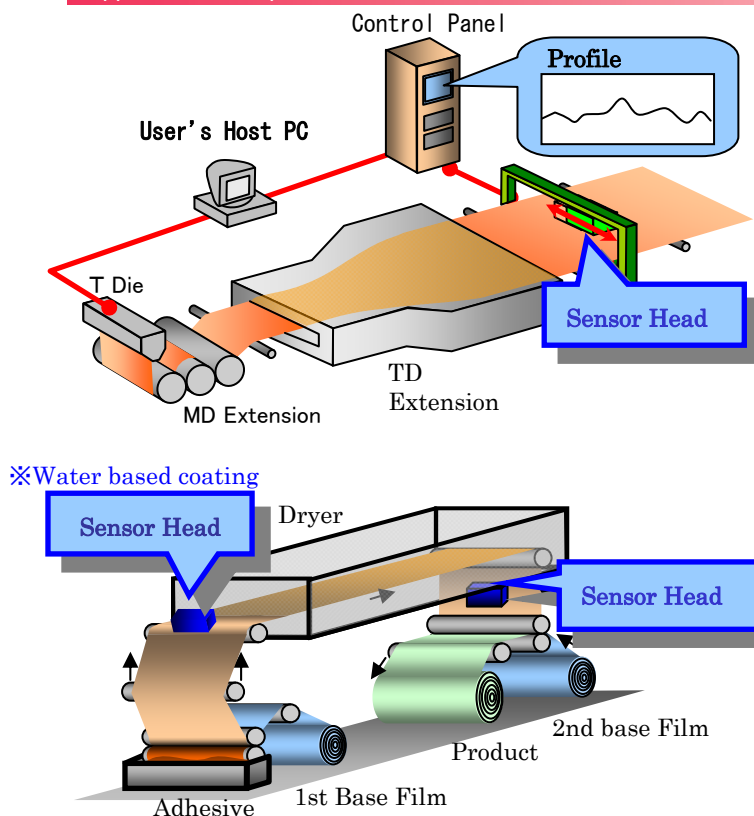 Control Panel
Profile
User's Host PC
T Die
Sensor Head
TD
Extension
MD Extension
※Water based coating
Sensor Head
Dryer
Sensor Head
2nd base Film
Product
1st Base Film
Adhesive